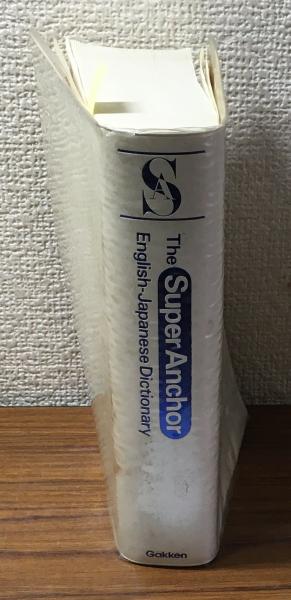 SA
The Super Anchor
English-Japanese Dictionary
Gakken